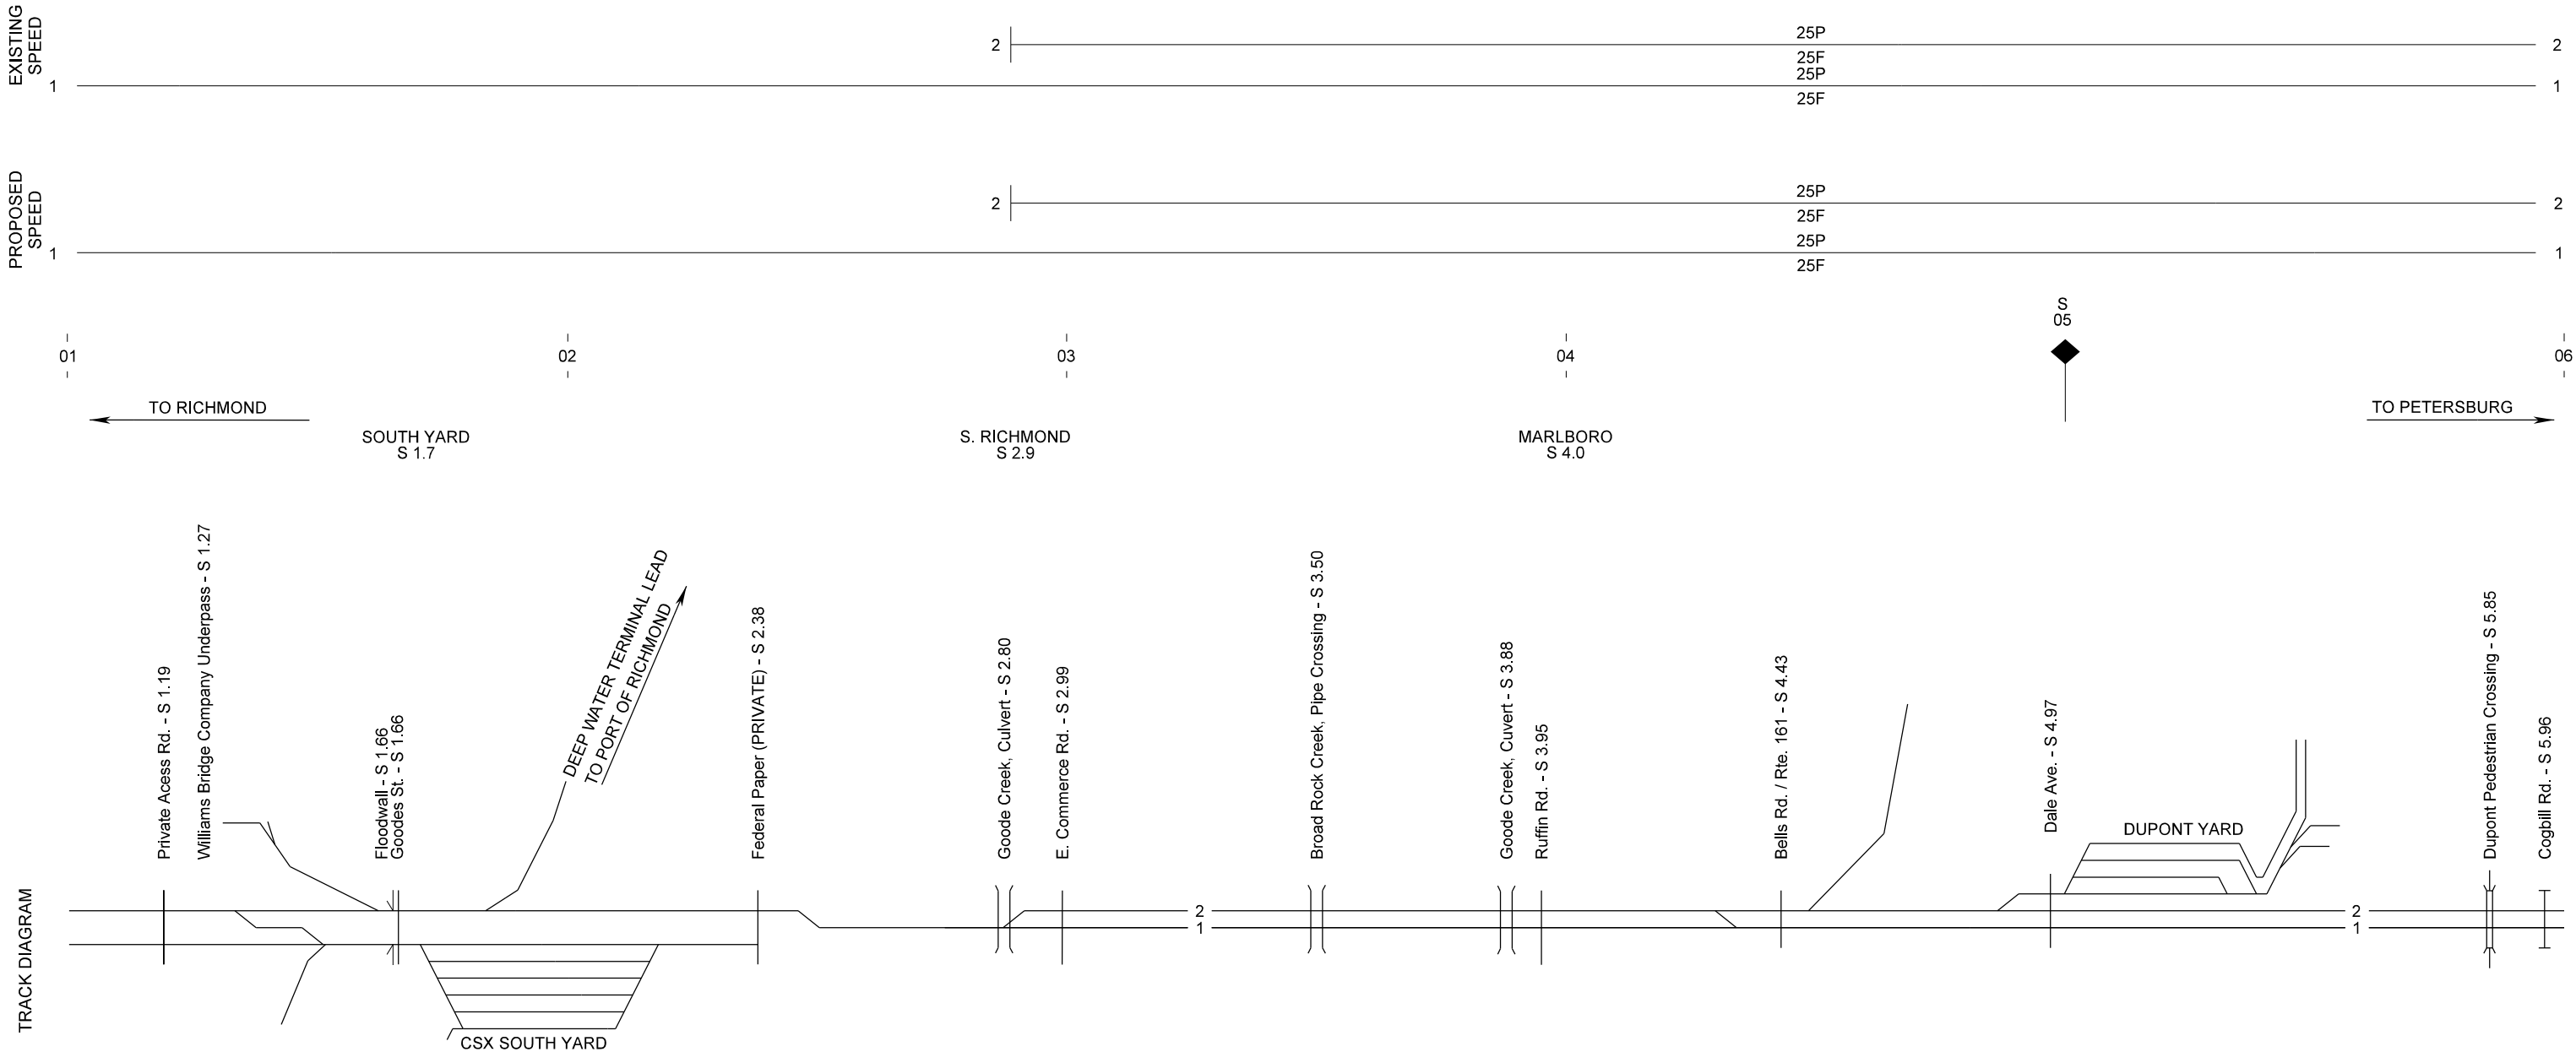 EXISTING
SPEED
2
25P
25F
2
1
25P
25F
1
PROPOSED
SPEED
2
25P
25F
2
1
25P
25F
1
S
05
01
02
03
04
06
TO RICHMOND
TO PETERSBURG
SOUTH YARD
S 1.7
S. RICHMOND
S 2.9
MARLBORO
S 4.0
TRACK DIAGRAM
Private Acess Rd. - S 1.19
Williams Bridge Company Underpass - S 1.27
Floodwall - S 1.66
Goodes St. - S 1.66
DEEP WATER TERMINAL LEAD
TO PORT OF RICHMOND
Federal Paper (PRIVATE) - S 2.38
Goode Creek, Culvert - S 2.80
E. Commerce Rd. - S 2.99
Broad Rock Creek, Pipe Crossing - S 3.50
Goode Creek, Cuvert - S 3.88
Ruffin Rd. - S 3.95
Bells Rd. / Rte. 161 - S 4.43
Dale Ave. - S 4.97
DUPONT YARD
Dupont Pedestrian Crossing - S 5.85
Cogbill Rd. - S 5.96
2
1
2
1
CSX SOUTH YARD